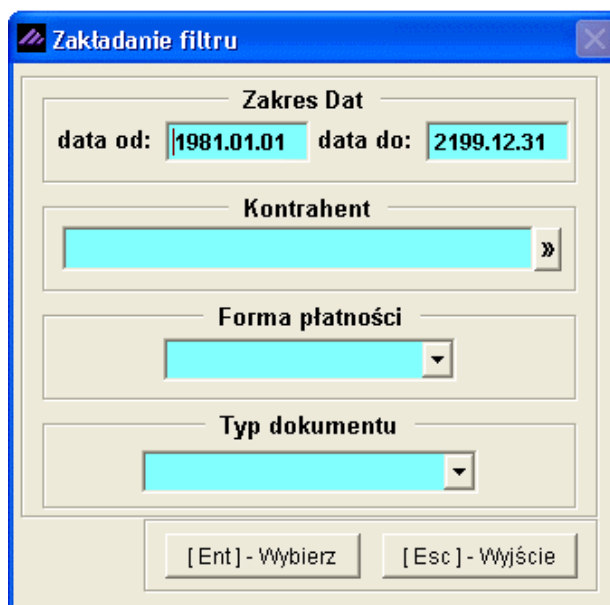 Zakładanie filtru
Zakres Dat
data od: 1981.01.01 data do: 2199.12.31
Kontrahent
»
Forma płatności
Typ dokumentu
[ Ent ] - Wybierz [ Esc ] - Wyjście